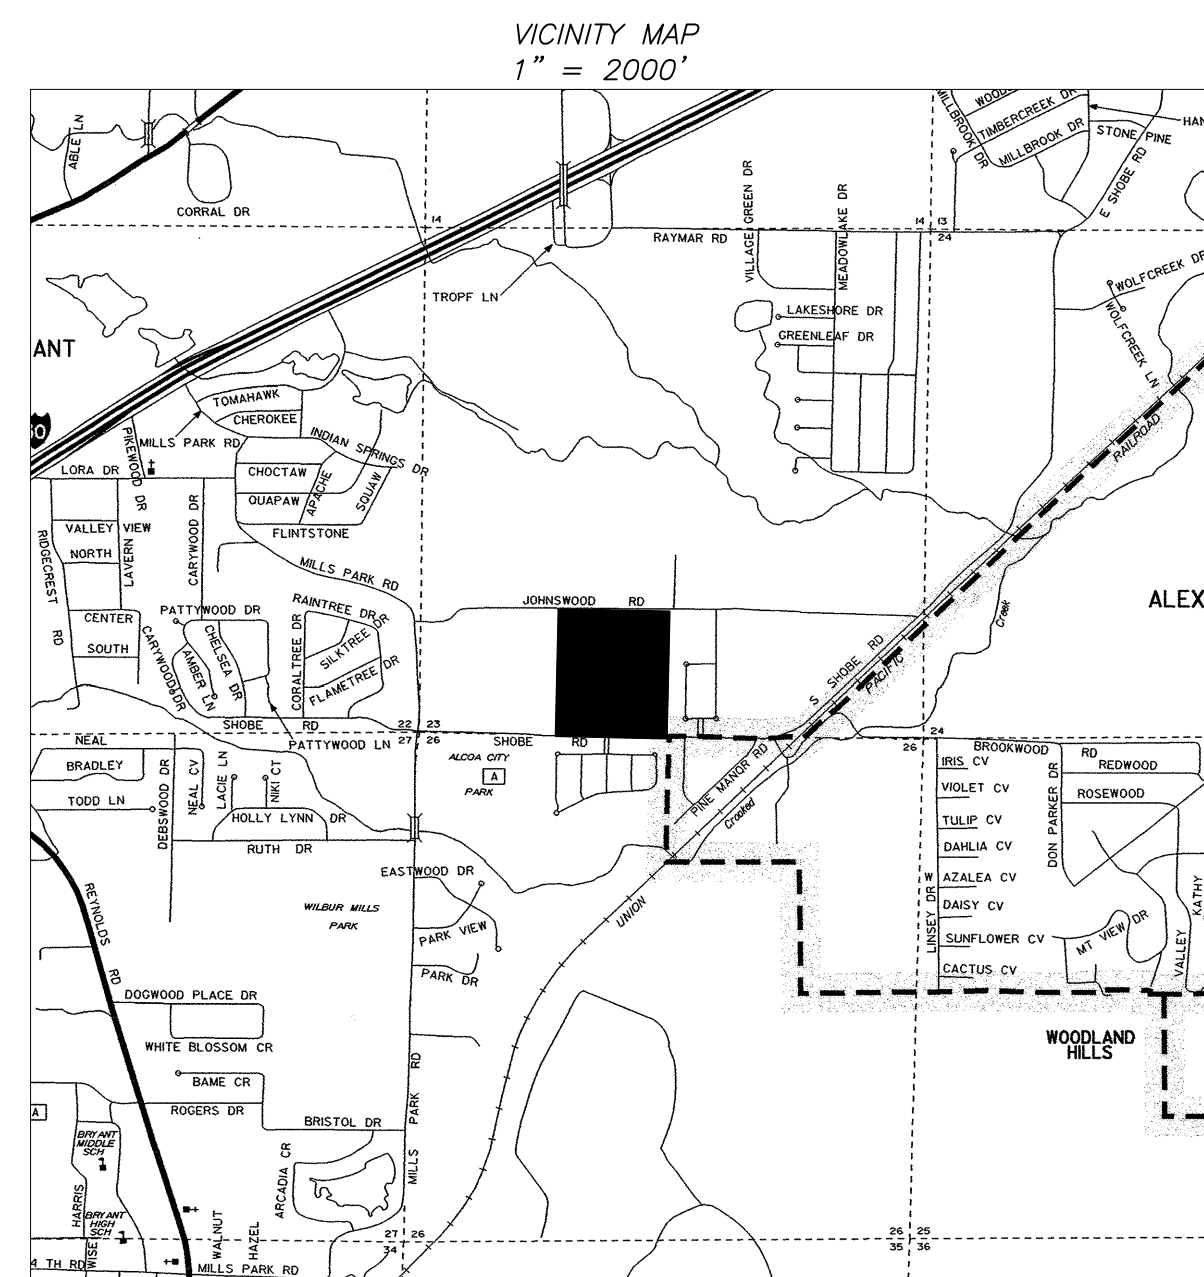 VICINITY MAP
1" = 2000'
ABLE LN
CORRAL DR
14
TROPF LN
RAYMAR RD
VILLAGE GREEN DR
MEADOWLAKE DR
14 13
24
MILLBROOK DR
TIMBERCREEK DR
MILLBROOK DR
STONE PINE
E SHOBE RD
WOLFCREEK DR
WOLFCREEK LN
LAKESHORE DR
GREENLEAF DR
ANT
TOMAHAWK
CHEROKEE
MILLS PARK RD
INDIAN SPRINGS DR
PIKEWOOD DR
LORA DR
CHOCTAW
APACHE
SQUAW
QUAPAW
FLINTSTONE
RAILROAD
VALLEY VIEW
NORTH
LAVERN DR
CARYWOOD DR
RIDGECREST RD
MILLS PARK RD
CENTER
SOUTH
PATTYWOOD DR
RAINTREE DR
SILKTREE DR
FLAMETREE DR
CORALTREE DR
CARYWOOD DR
CHELSEA DR
AMBER LN
JOHNSWOOD RD
ALEX
Creek
S SHOBE RD
PACIFIC
SHOBE RD
PATTYWOOD LN
22 23
27 26
SHOBE RD
24
26
NEAL
BRADLEY
TODD LN
DEBSWOOD DR
NEAL CV
LACIE LN
NIKI CT
HOLLY LYNN DR
RUTH DR
ALCOA CITY
A
PARK
PINE MANOR RD
Crooked
BROOKWOOD RD
REDWOOD
ROSEWOOD
DON PARKER DR
IRIS CV
VIOLET CV
TULIP CV
DAHLIA CV
AZALEA CV
DAISY CV
SUNFLOWER CV
CACTUS CV
LINSEY DR W
MT VIEW DR
VALLEY
KATHY
EASTWOOD DR
WILBUR MILLS
PARK
PARK VIEW
PARK DR
UNION
REYNOLDS RD
DOGWOOD PLACE DR
WHITE BLOSSOM CR
BAME CR
ROGERS DR
BRISTOL DR
MILLS PARK RD
WOODLAND
HILLS
A
BRYANT
MIDDLE
SCH
ARCADIA CR
HARRIS
BRYANT
HIGH
SCH
WISE
WALNUT
HAZEL
4 TH RD
MILLS PARK RD
27 26
34
26 25
35 36